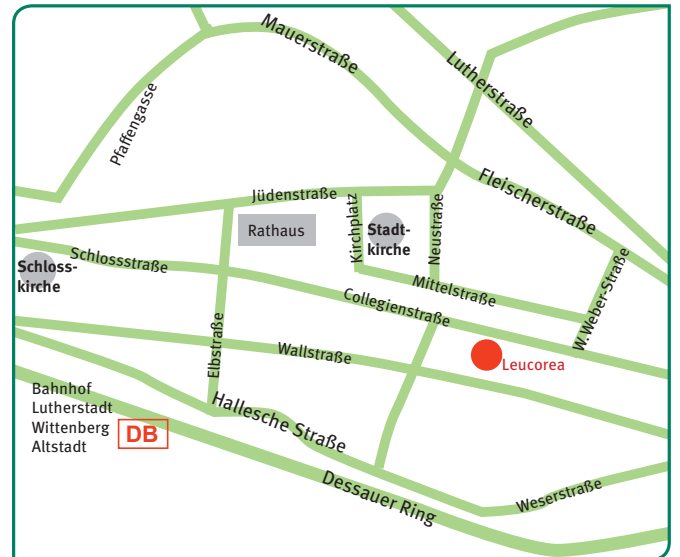 Mauerstraße
Lutherstraße
Pfaffengasse
Fleischerstraße
Jüdenstraße
Kirchplatz
Rathaus
Stadt-
kirche
Neustraße
Schlossstraße
Schloss-
kirche
Mittelstraße
Collegienstraße
W.Weber-Straße
Elbstraße
Wallstraße
Leucorea
Bahnhof
Lutherstadt
Wittenberg
Altstadt
DB
Hallesche Straße
Dessauer Ring
Weserstraße